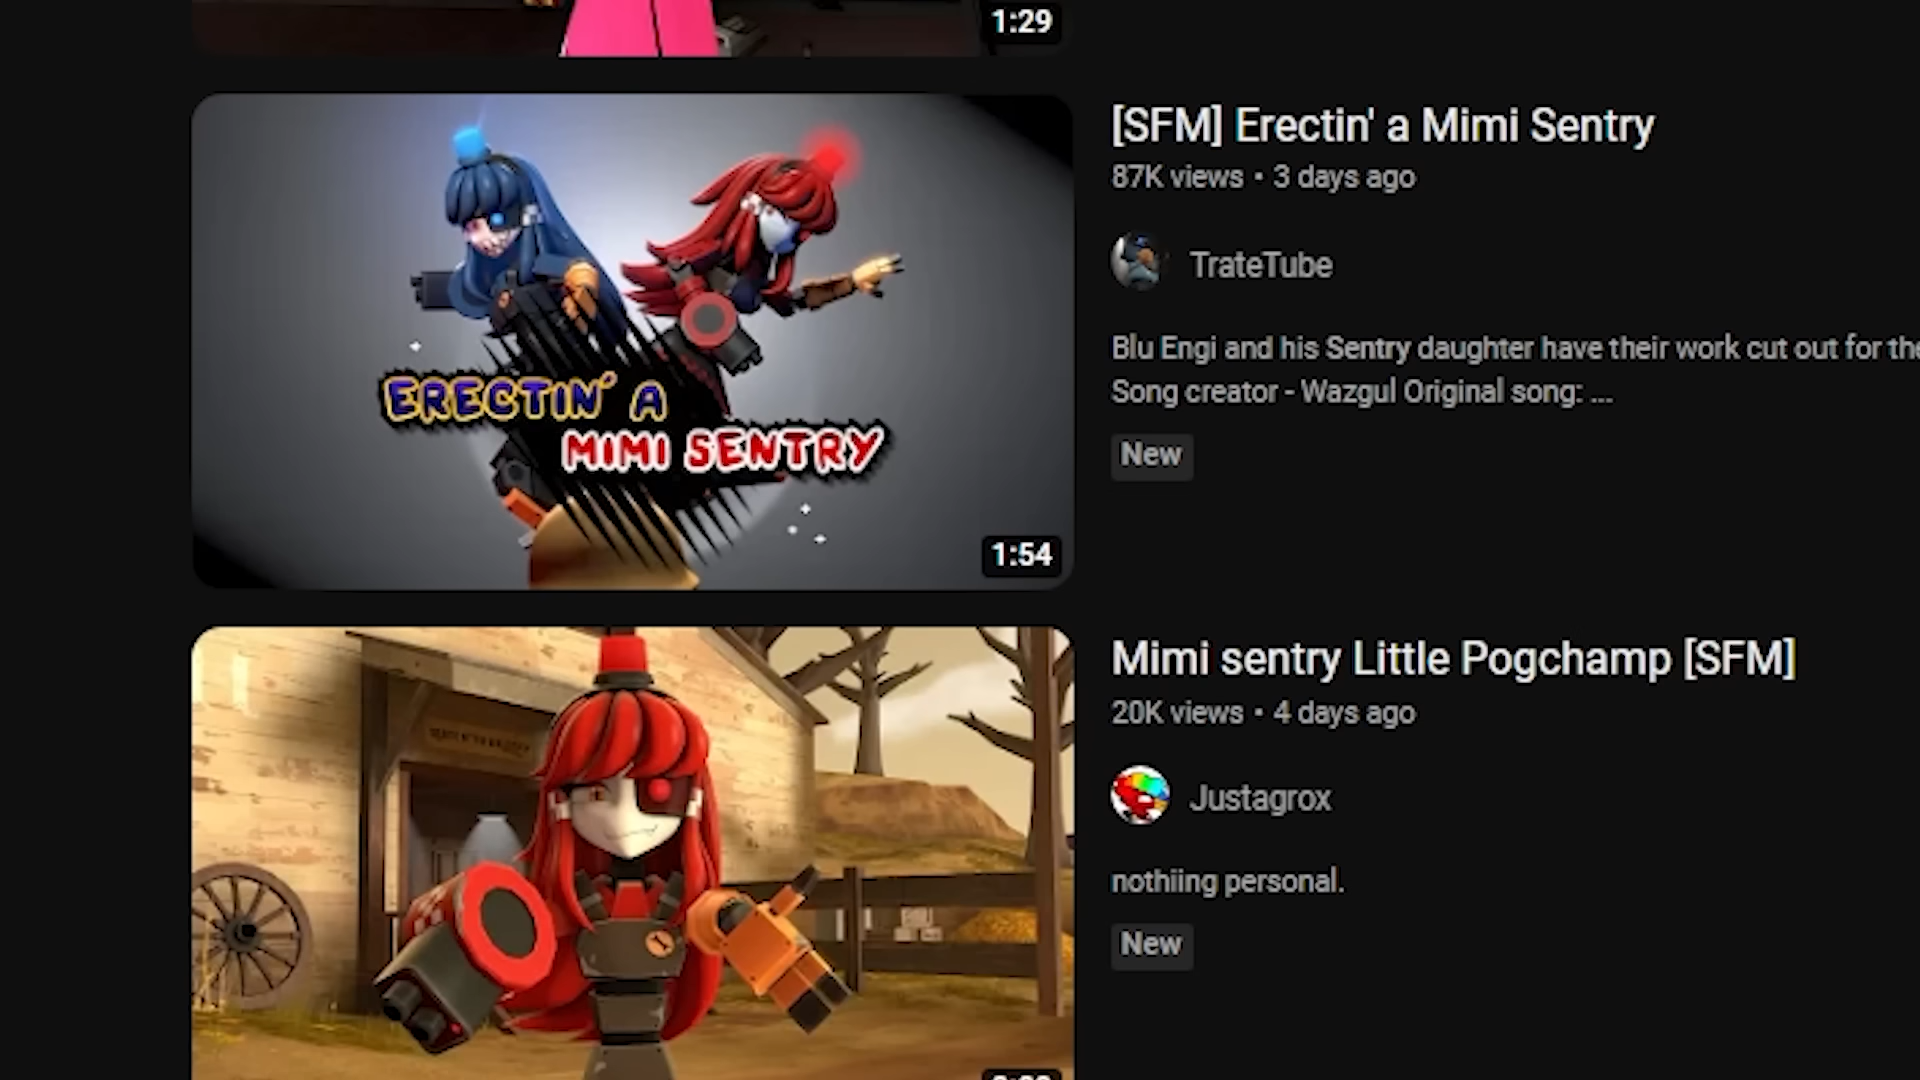 1:29
ERECTIN' A
MIMI SENTRY
1:54
[SFM] Erectin' a Mimi Sentry
87K views • 3 days ago
TrateTube
Blu Engi and his Sentry daughter have their work cut out for
Song creator - Wazgul Original song: ...
New
Mimi sentry Little Pogchamp [SFM]
20K views • 4 days ago
Justagrox
nothiing personal.
New